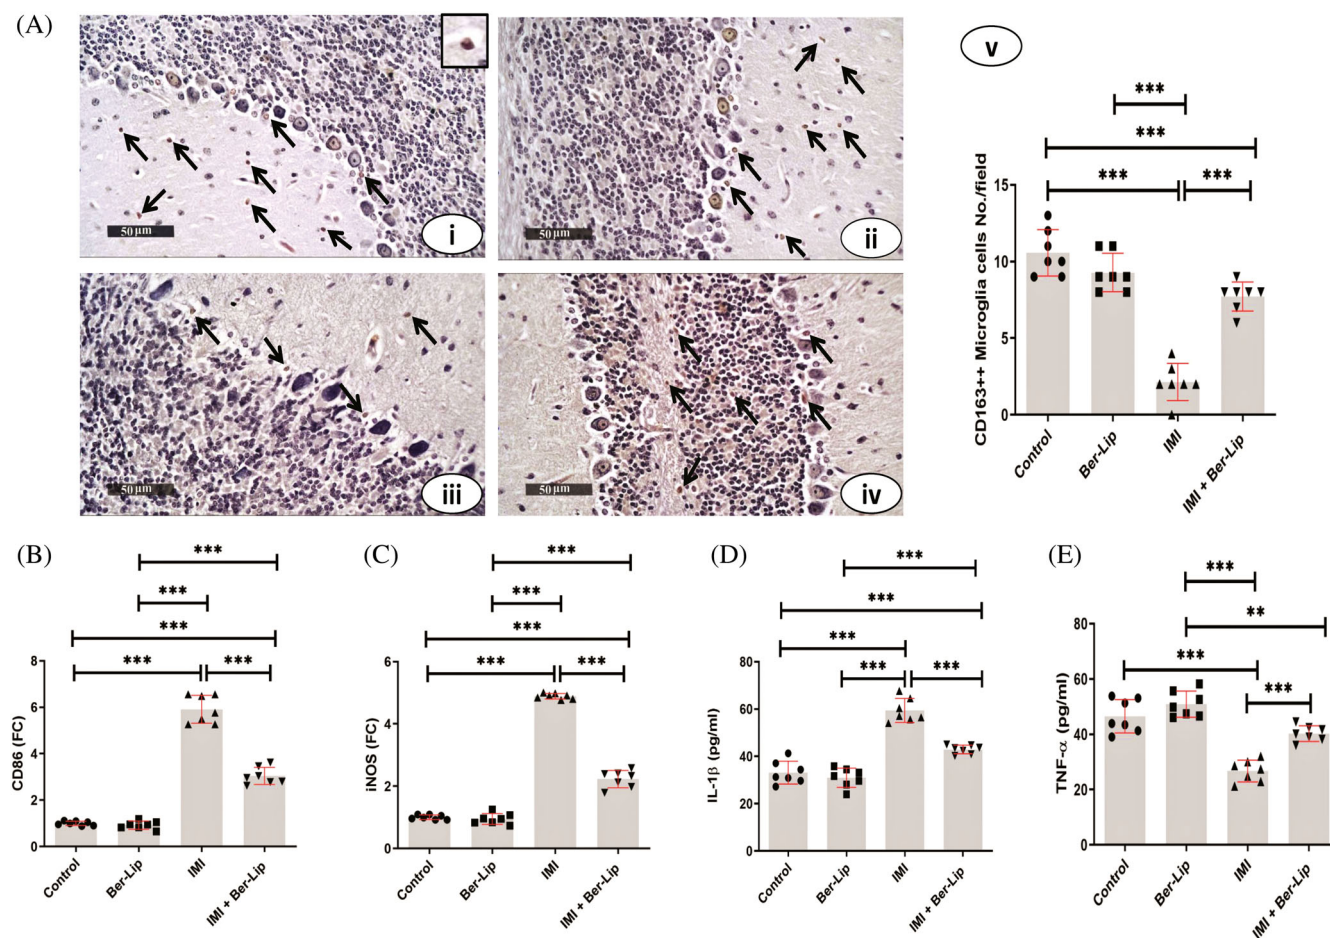 (A)
i
50 μm
ii
50 μm
iii
50 μm
iv
50 μm
v
***
***
***
***
CD163++ Microglia cells No./field
15
10
5
0
Control
Ber-Lip
IMI
IMI + Ber-Lip
(B)
***
***
***
***
***
CD86 (FC)
8
6
4
2
0
Control
Ber-Lip
IMI
IMI + Ber-Lip
(C)
***
***
***
***
***
iNOS (FC)
6
4
2
0
Control
Ber-Lip
IMI
IMI + Ber-Lip
(D)
***
***
***
***
***
IL-1β (pg/ml)
80
60
40
20
0
Control
Ber-Lip
IMI
IMI + Ber-Lip
(E)
***
**
***
***
TNF-α (pg/ml)
80
60
40
20
0
Control
Ber-Lip
IMI
IMI + Ber-Lip